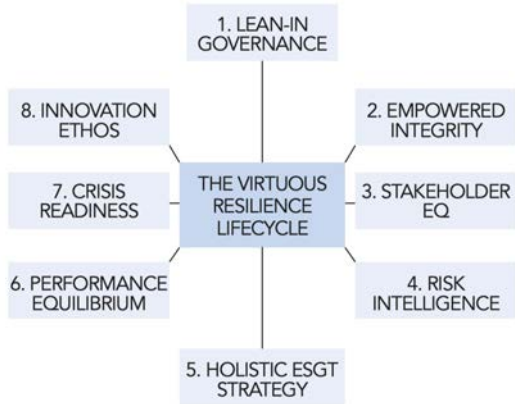 1. LEAN-IN
GOVERNANCE
8. INNOVATION
ETHOS
2. EMPOWERED
INTEGRITY
7. CRISIS
READINESS
THE VIRTUOUS
RESILIENCE
LIFECYCLE
3. STAKEHOLDER
EQ
6. PERFORMANCE
EQUILIBRIUM
4. RISK
INTELLIGENCE
5. HOLISTIC ESGT
STRATEGY